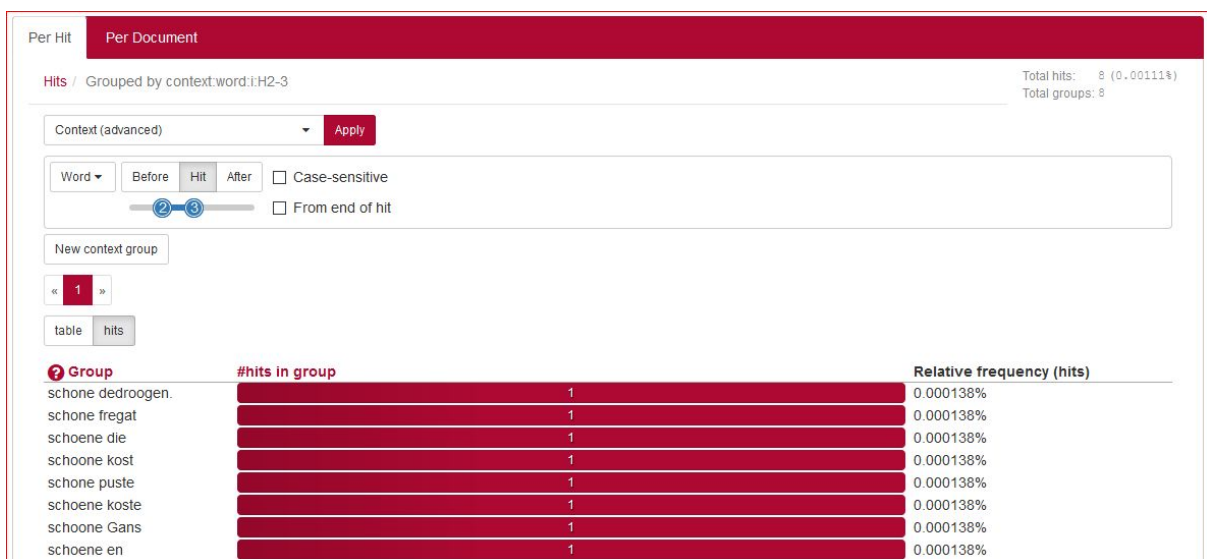 Per Hit Per Document
Hits / Grouped by context:word:i:H2-3
Total hits: 8 (0.00111%)
Total groups: 8
Context (advanced) Apply
Word Before Hit After Case-sensitive
2 3 From end of hit
New context group
« 1 »
table hits
? Group #hits in group Relative frequency (hits)
schone dedroogen. 1 0.000138%
schone fregat 1 0.000138%
schoene die 1 0.000138%
schoone kost 1 0.000138%
schone puste 1 0.000138%
schoene koste 1 0.000138%
schoone Gans 1 0.000138%
schoene en 1 0.000138%